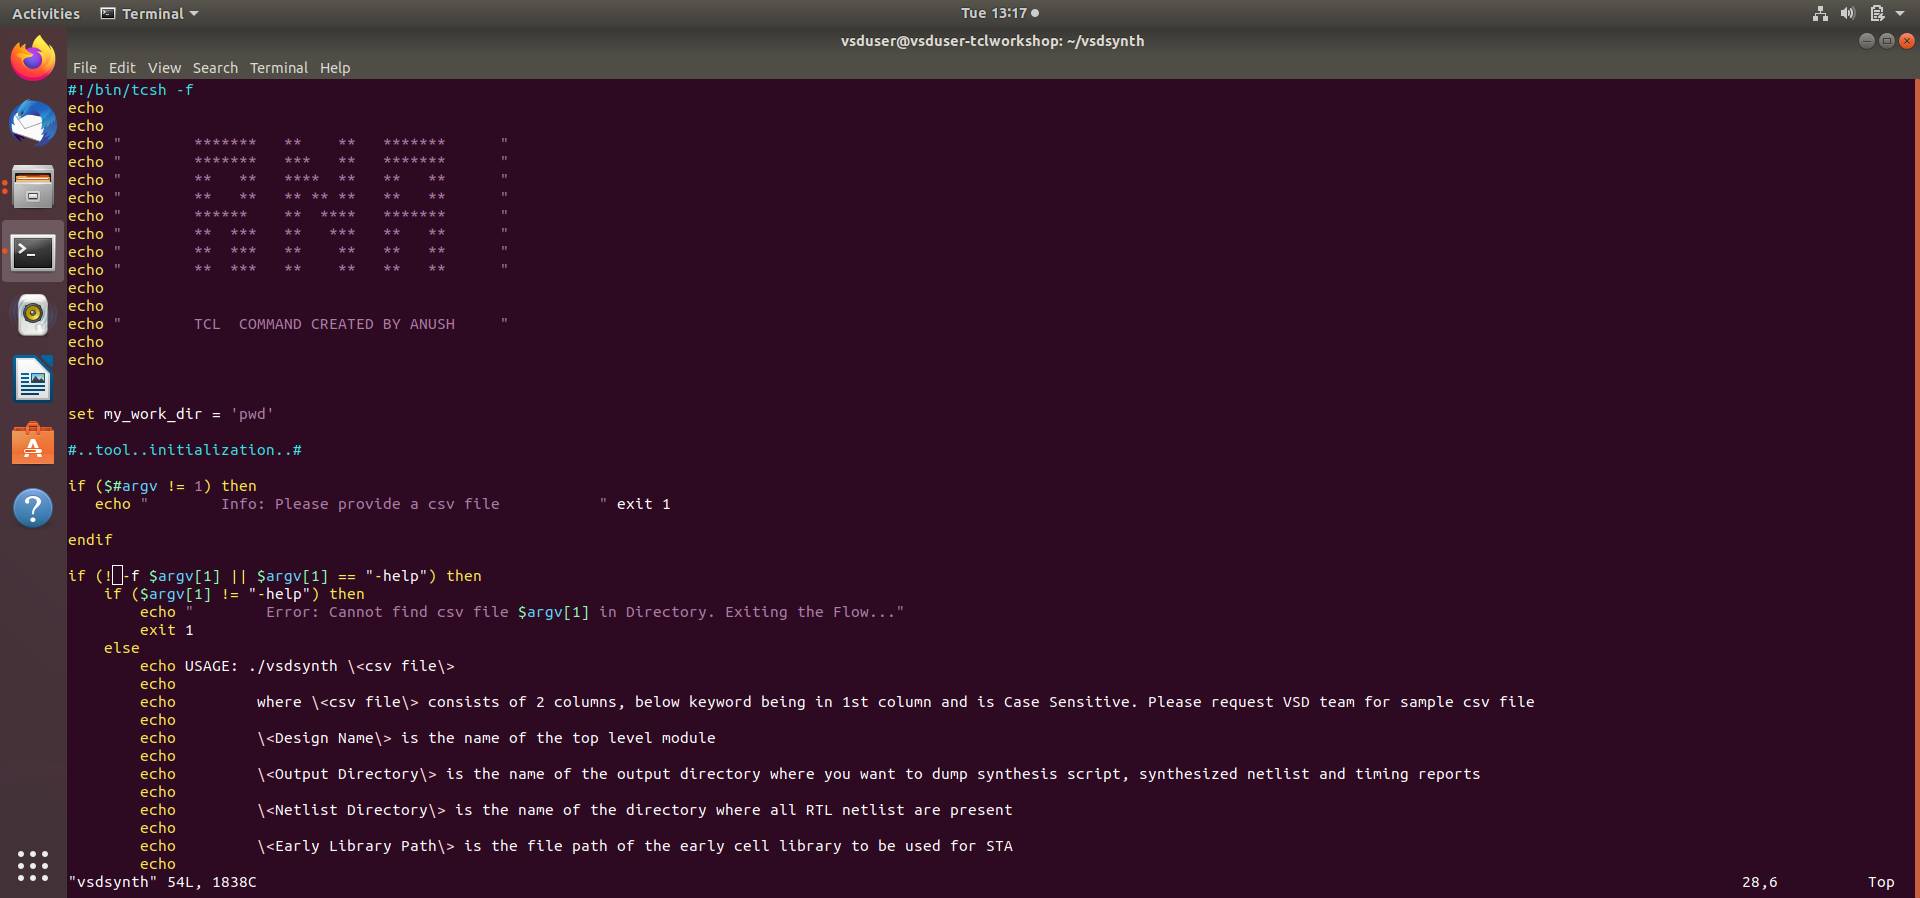 Activities Terminal Tue 13:17
vsduser@vsduser-tclworkshop: ~/vsdsynth
File Edit View Search Terminal Help
#!/bin/tcsh -f
echo
echo
echo "        *******   **    **   *******      "
echo "        *******   ***   **   *******      "
echo "        **   **   ****  **   **   **      "
echo "        **   **   ** ** **   **   **      "
echo "        ******    **  ****   *******      "
echo "        **  ***   **   ***   **   **      "
echo "        **  ***   **    **   **   **      "
echo "        **  ***   **    **   **   **      "
echo
echo
echo "        TCL  COMMAND CREATED BY ANUSH     "
echo
echo
set my_work_dir = 'pwd'
#..tool..initialization..#
if ($#argv != 1) then
   echo "        Info: Please provide a csv file           " exit 1
endif
if (! -f $argv[1] || $argv[1] == "-help") then
    if ($argv[1] != "-help") then
        echo "        Error: Cannot find csv file $argv[1] in Directory. Exiting the Flow..."
        exit 1
    else
        echo USAGE: ./vsdsynth \<csv file\>
        echo
        echo         where \<csv file\> consists of 2 columns, below keyword being in 1st column and is Case Sensitive. Please request VSD team for sample csv file
        echo
        echo         \<Design Name\> is the name of the top level module
        echo
        echo         \<Output Directory\> is the name of the output directory where you want to dump synthesis script, synthesized netlist and timing reports
        echo
        echo         \<Netlist Directory\> is the name of the directory where all RTL netlist are present
        echo
        echo         \<Early Library Path\> is the file path of the early cell library to be used for STA
        echo
"vsdsynth" 54L, 1838C 28,6 Top